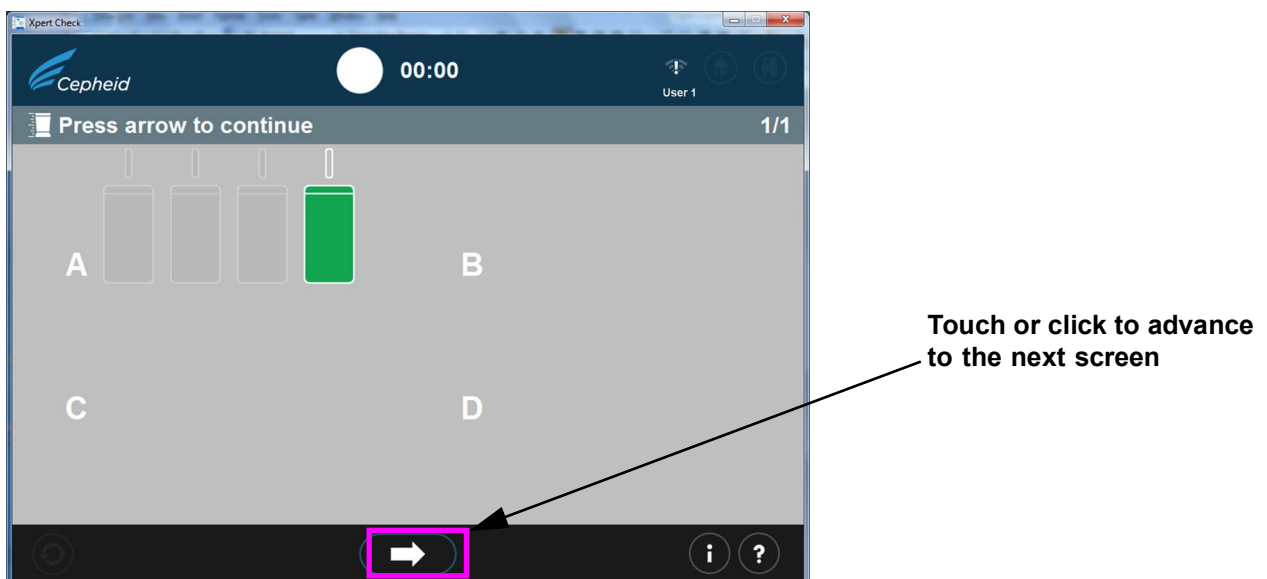 Xpert Check
Cepheid
00:00
User 1
Press arrow to continue
1/1
A
B
Touch or click to advance
to the next screen
C
D
i
?